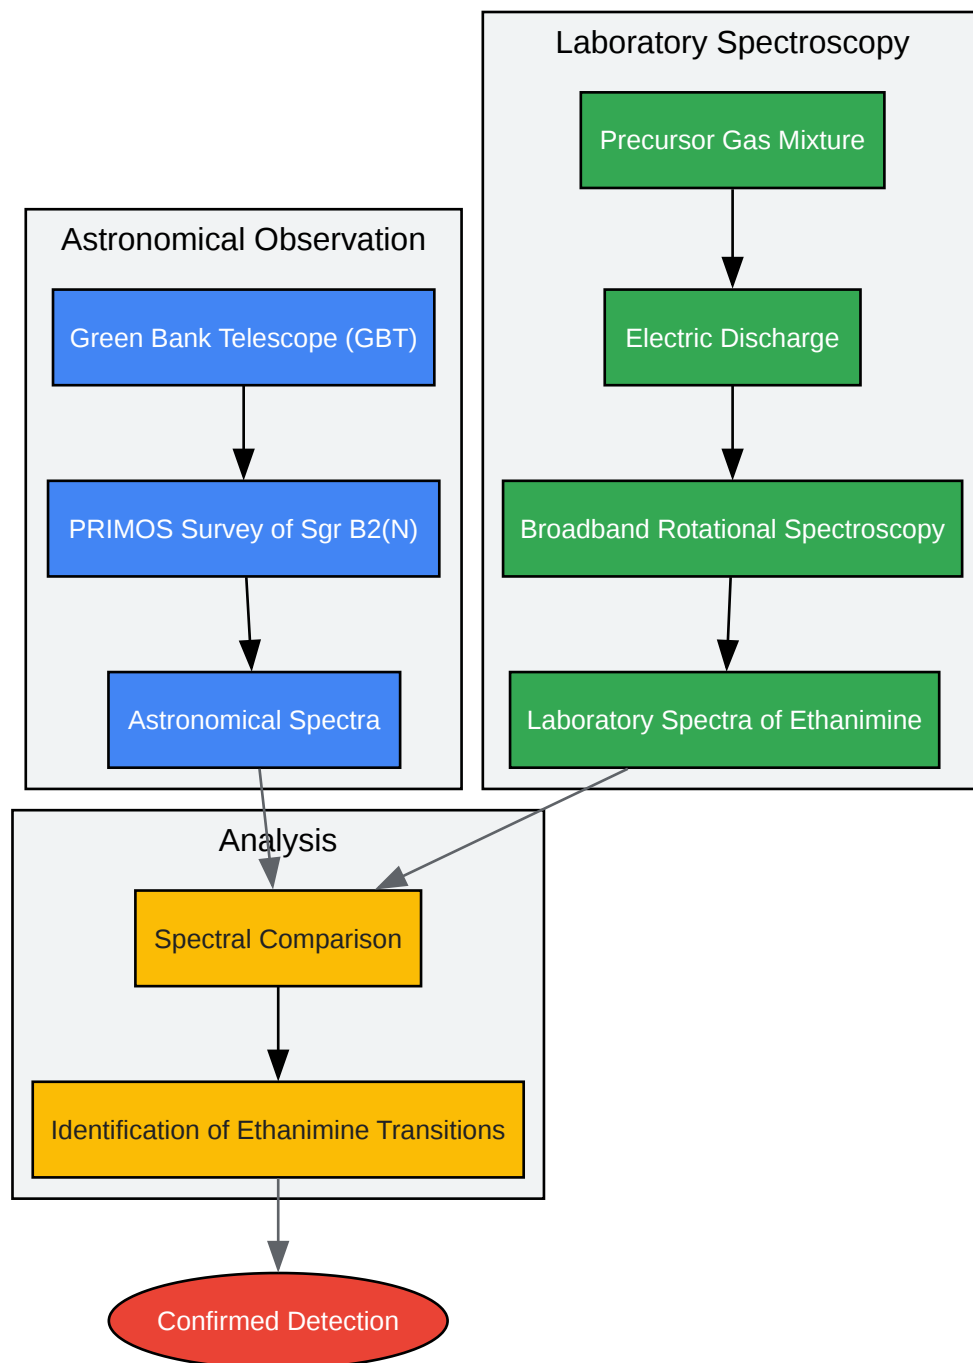 Laboratory Spectroscopy
Precursor Gas Mixture
Astronomical Observation
Green Bank Telescope (GBT)
Electric Discharge
PRIMOS Survey of Sgr B2(N)
Broadband Rotational Spectroscopy
Astronomical Spectra
Laboratory Spectra of Ethanimine
Analysis
Spectral Comparison
Identification of Ethanimine Transitions
Confirmed Detection